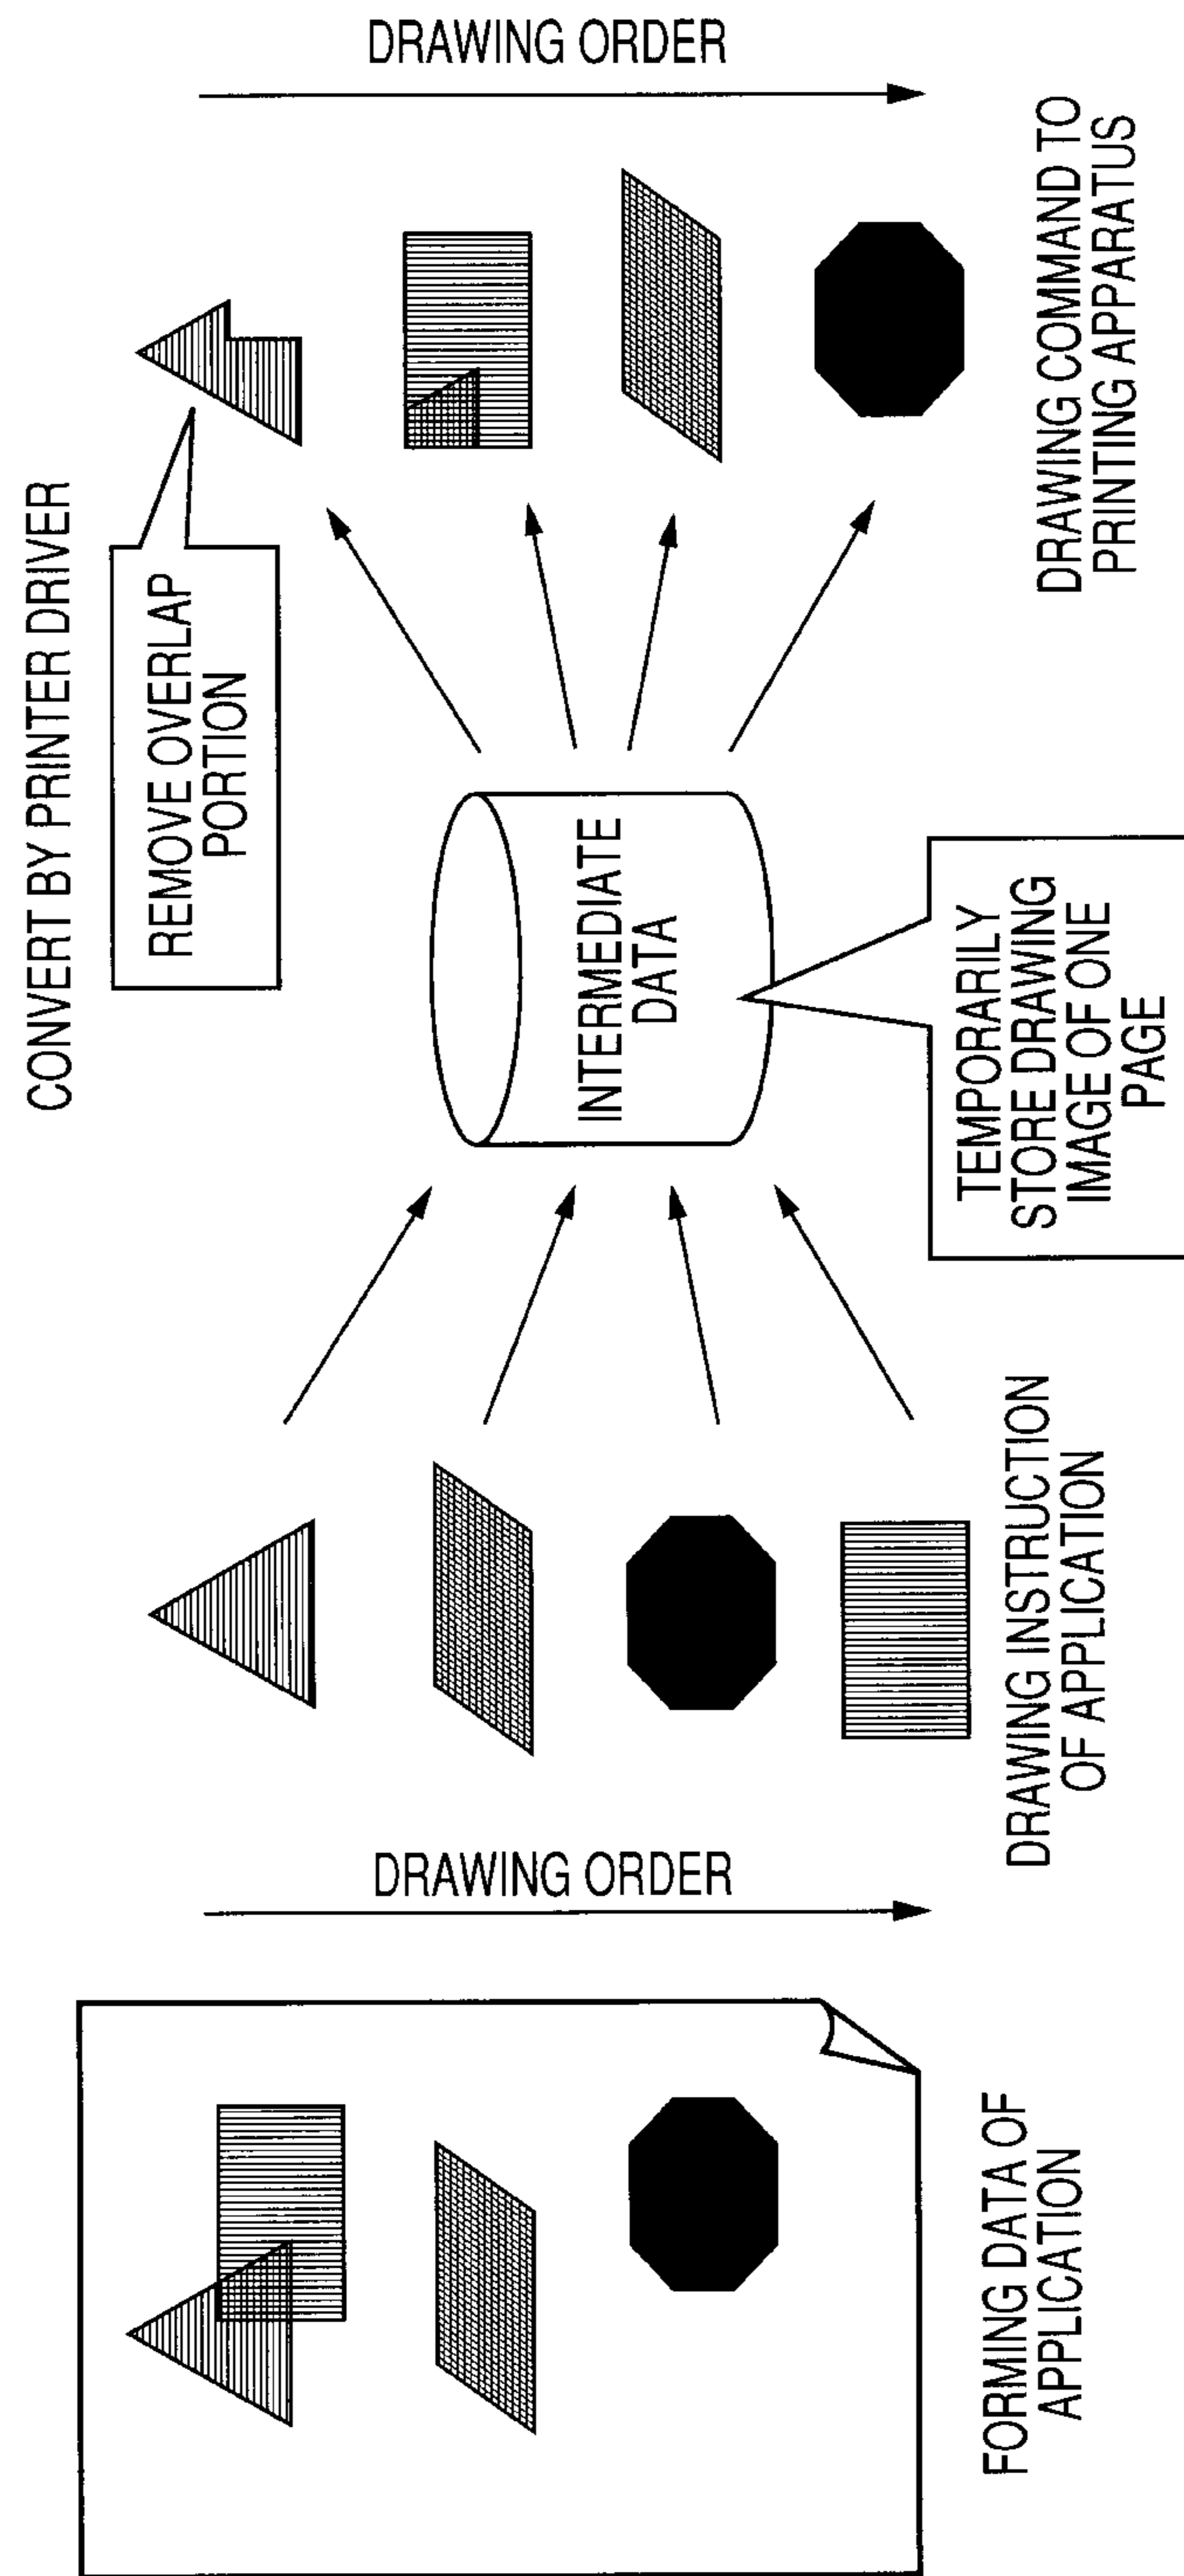 FORMING DATA OF
APPLICATION
DRAWING ORDER
DRAWING INSTRUCTION
OF APPLICATION
CONVERT BY PRINTER DRIVER
REMOVE OVERLAP
PORTION
INTERMEDIATE
DATA
TEMPORARILY
STORE DRAWING
IMAGE OF ONE
PAGE
DRAWING ORDER
DRAWING COMMAND TO
PRINTING APPARATUS